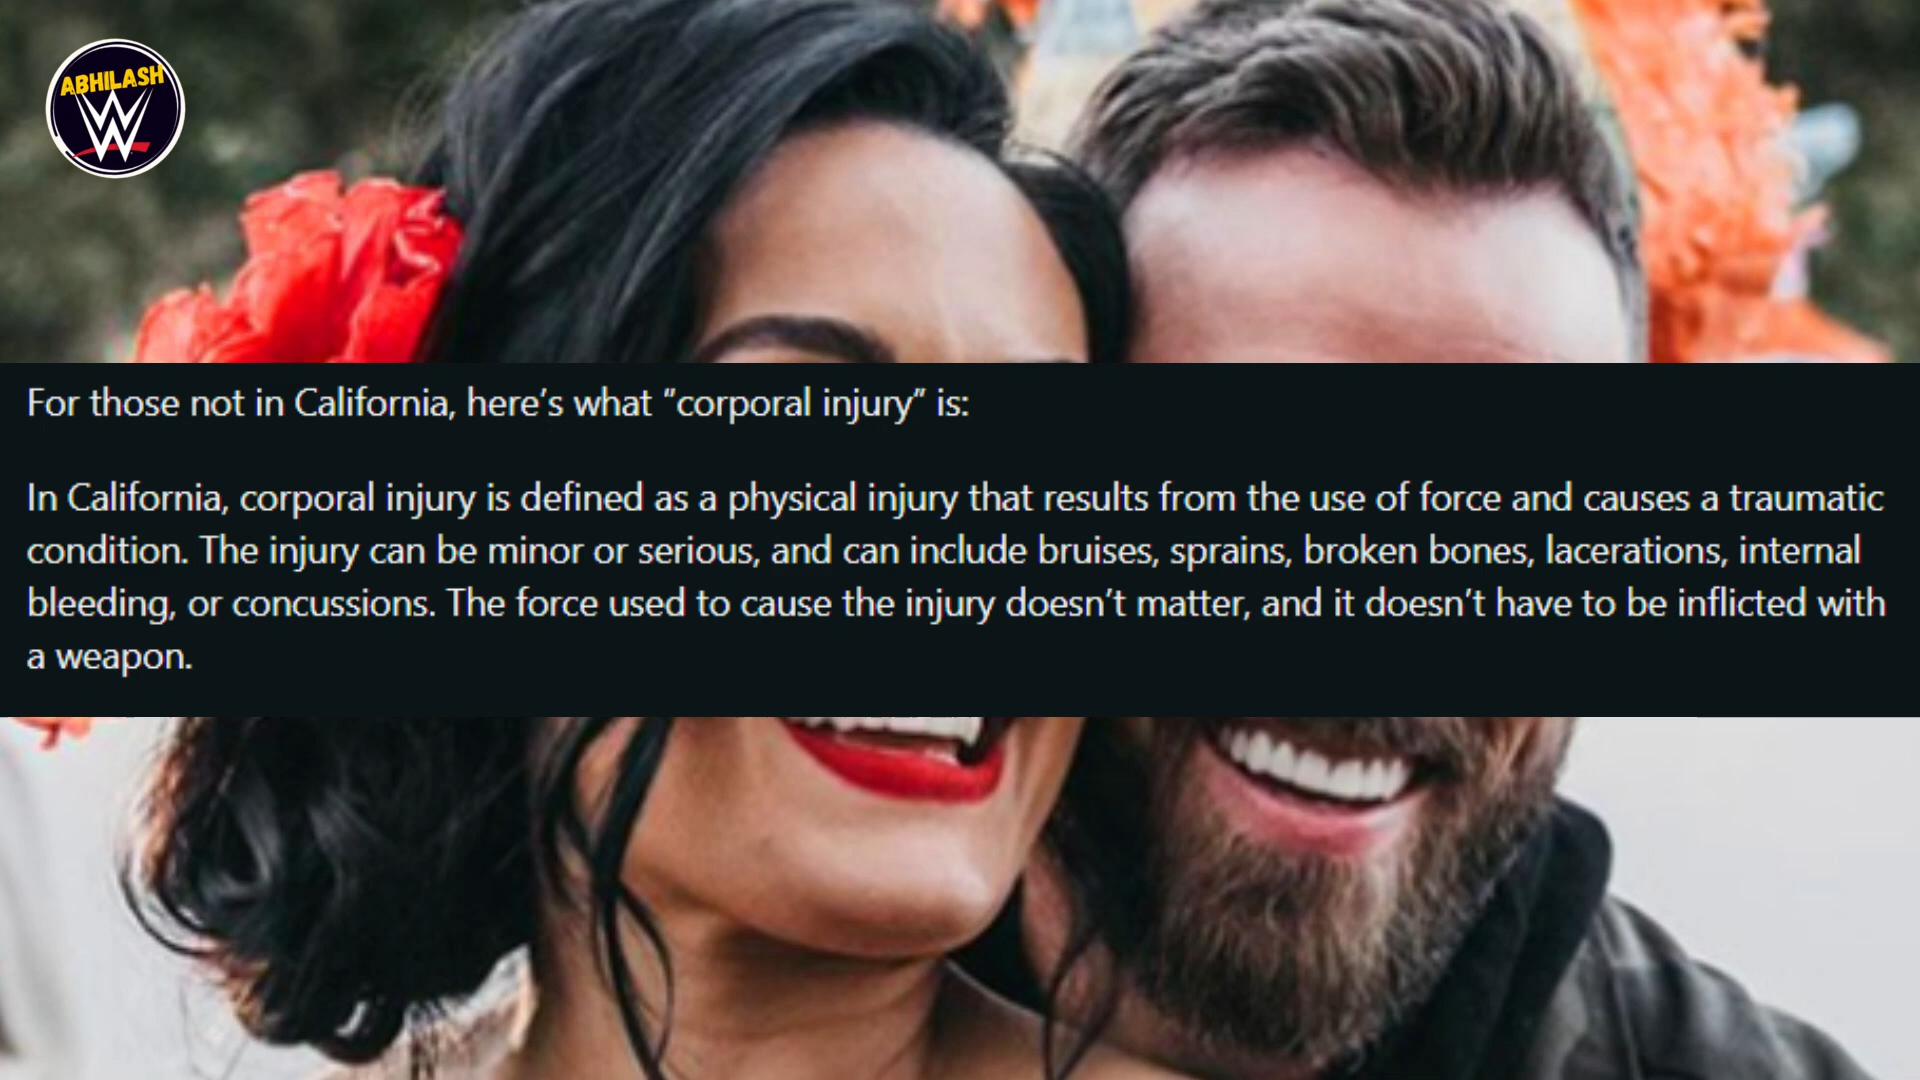 ABHILASH
For those not in California, here’s what “corporal injury” is:
In California, corporal injury is defined as a physical injury that results from the use of force and causes a traumatic
condition. The injury can be minor or serious, and can include bruises, sprains, broken bones, lacerations, internal
bleeding, or concussions. The force used to cause the injury doesn’t matter, and it doesn’t have to be inflicted with
a weapon.